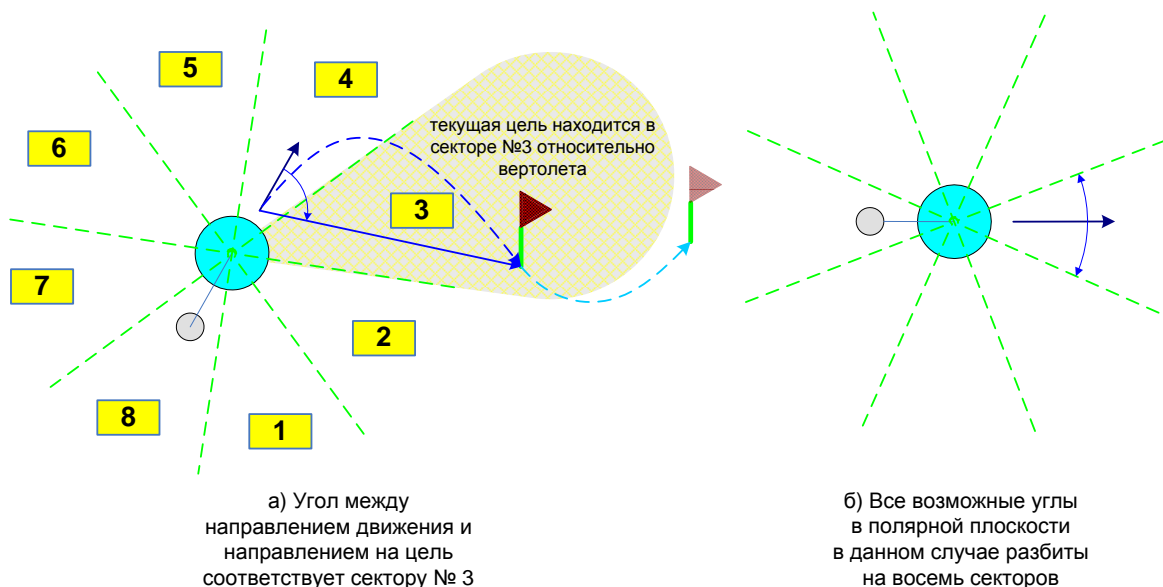 5
4
6
текущая цель находится в
секторе №3 относительно
вертолета
3
7
2
8
1
а) Угол между
направлением движения и
направлением на цель
соответствует сектору № 3
б) Все возможные углы
в полярной плоскости
в данном случае разбиты
на восемь секторов